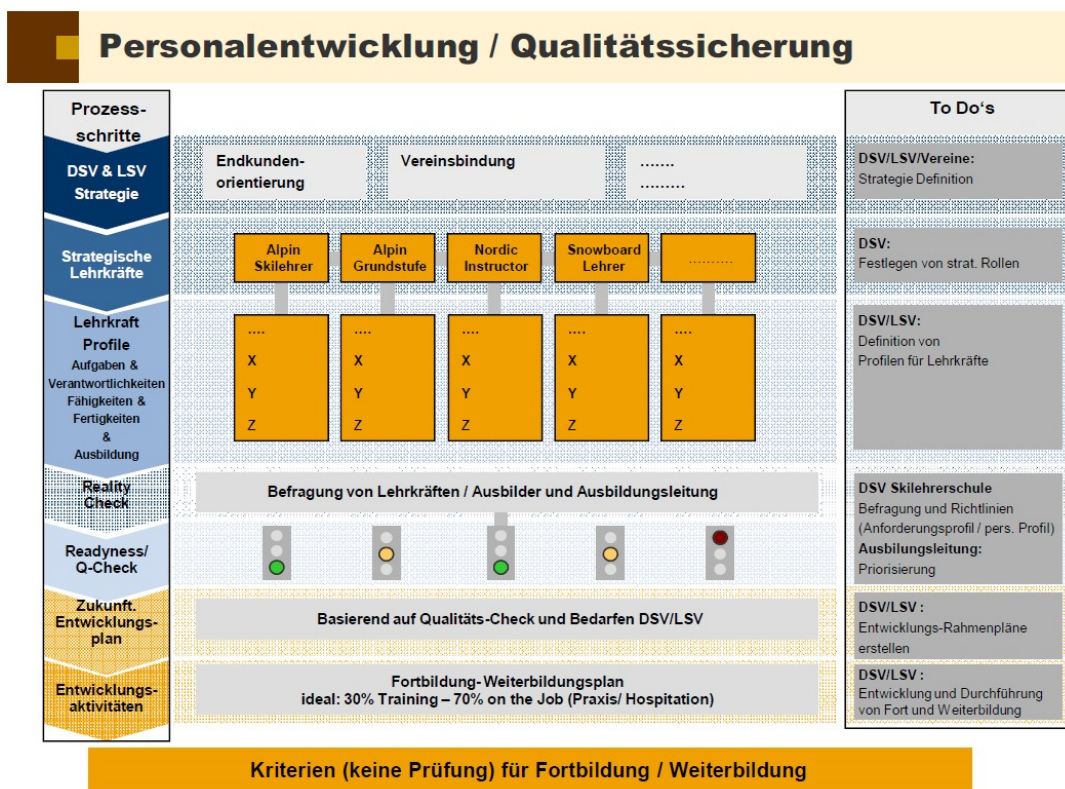 Personalentwicklung / Qualitätssicherung
Prozess-
schritte
To Do's
DSV & LSV
Strategie
Endkunden-
orientierung
Vereinsbindung
.......
.........
DSV/LSV/Vereine:
Strategie Definition
Strategische
Lehrkräfte
Alpin
Skilehrer
Alpin
Grundstufe
Nordic
Instructor
Snowboard
Lehrer
..........
DSV:
Festlegen von strat. Rollen
Lehrkraft
Profile
Aufgaben &
Verantwortlichkeiten
Fähigkeiten &
Fertigkeiten
&
Ausbildung
....
X
Y
Z
....
X
Y
Z
....
X
Y
Z
....
X
Y
Z
....
X
Y
Z
DSV/LSV:
Definition von
Profilen für Lehrkräfte
Reality
Check
Befragung von Lehrkräften / Ausbilder und Ausbildungsleitung
DSV Skilehrerschule
Befragung und Richtlinien
(Anforderungsprofil / pers. Profil)
Ausbilungsleitung:
Priorisierung
Readyness/
Q-Check
Zukunft.
Entwicklungs-
plan
Basierend auf Qualitäts-Check und Bedarfen DSV/LSV
DSV/LSV :
Entwicklungs-Rahmenpläne
erstellen
Entwicklungs-
aktivitäten
Fortbildung- Weiterbildungsplan
ideal: 30% Training – 70% on the Job (Praxis/ Hospitation)
DSV/LSV :
Entwicklung und Durchführung
von Fort und Weiterbildung
Kriterien (keine Prüfung) für Fortbildung / Weiterbildung